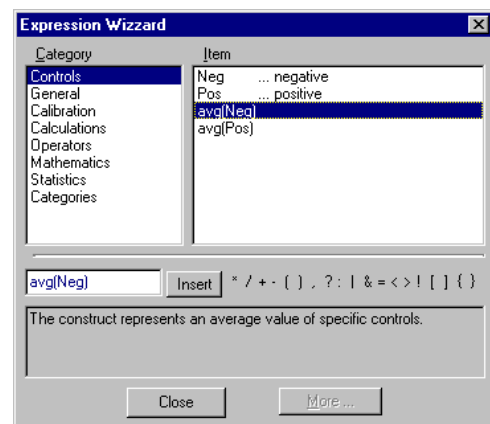 Expression Wizzard
Category
Item
Controls
General
Calibration
Calculations
Operators
Mathematics
Statistics
Categories
Neg ... negative
Pos ... positive
avg(Neg)
avg(Pos)
avg(Neg) Insert * / + - ( ) , ? : | & = < > ! [ ] { }
The construct represents an average value of specific controls.
Close More ...